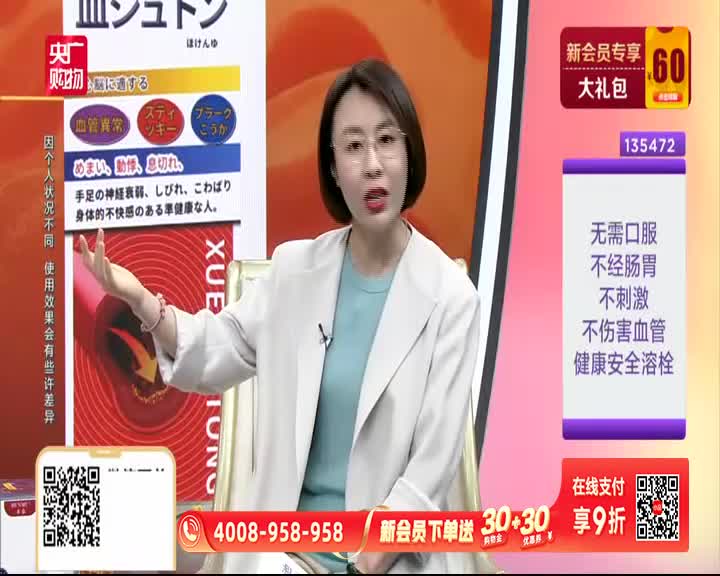 血ジュトン
ほけんゆ
央广
购物
脳に適する
血管異常
スティ
ッキー
プラーク
こうか
めまい、動悸、息切れ、
手足の神経衰弱、しびれ、こわばり
身体的不快感のある準健康な人。
XUE
TONG
因个人状况不同 使用效果会有些许差异
新会员专享
大礼包
¥60
135472
无需口服
不经肠胃
不刺激
不伤害血管
健康安全溶栓
4008-958-958
新会员下单送
30+30
购物金
优惠券
¥
在线支付
享9折